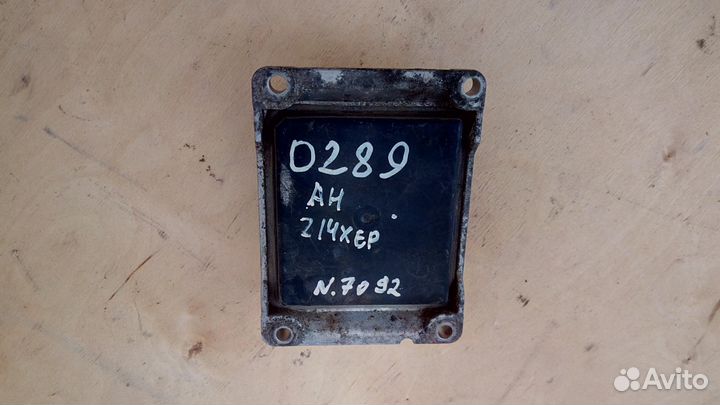 0289
AH
Z14XEP
N.7092
Avito